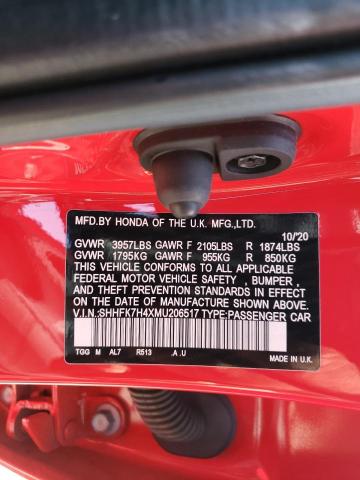 MFD.BY HONDA OF THE U.K. MFG.,LTD.
10/'20
GVWR 3957LBS GAWR F 2105LBS R 1874LBS
GVWR 1795KG GAWR F 955KG R 850KG
THIS VEHICLE CONFORMS TO ALL APPLICABLE
FEDERAL MOTOR VEHICLE SAFETY , BUMPER , AND
THEFT PREVENTION STANDARDS IN EFFECT ON THE
DATE OF MANUFACTURE SHOWN ABOVE.
V.I.N.:SHHFK7H4XMU206517 TYPE:PASSENGER CAR
TGG M AL7 R513 .A .U MADE IN U.K.